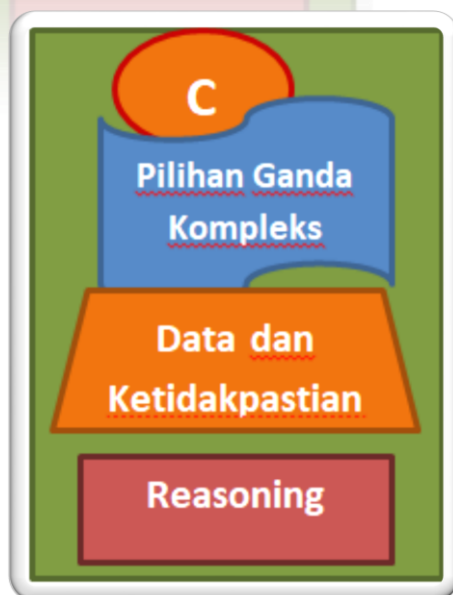 C
Pilihan Ganda
Kompleks
Data dan
Ketidakpastian
Reasoning